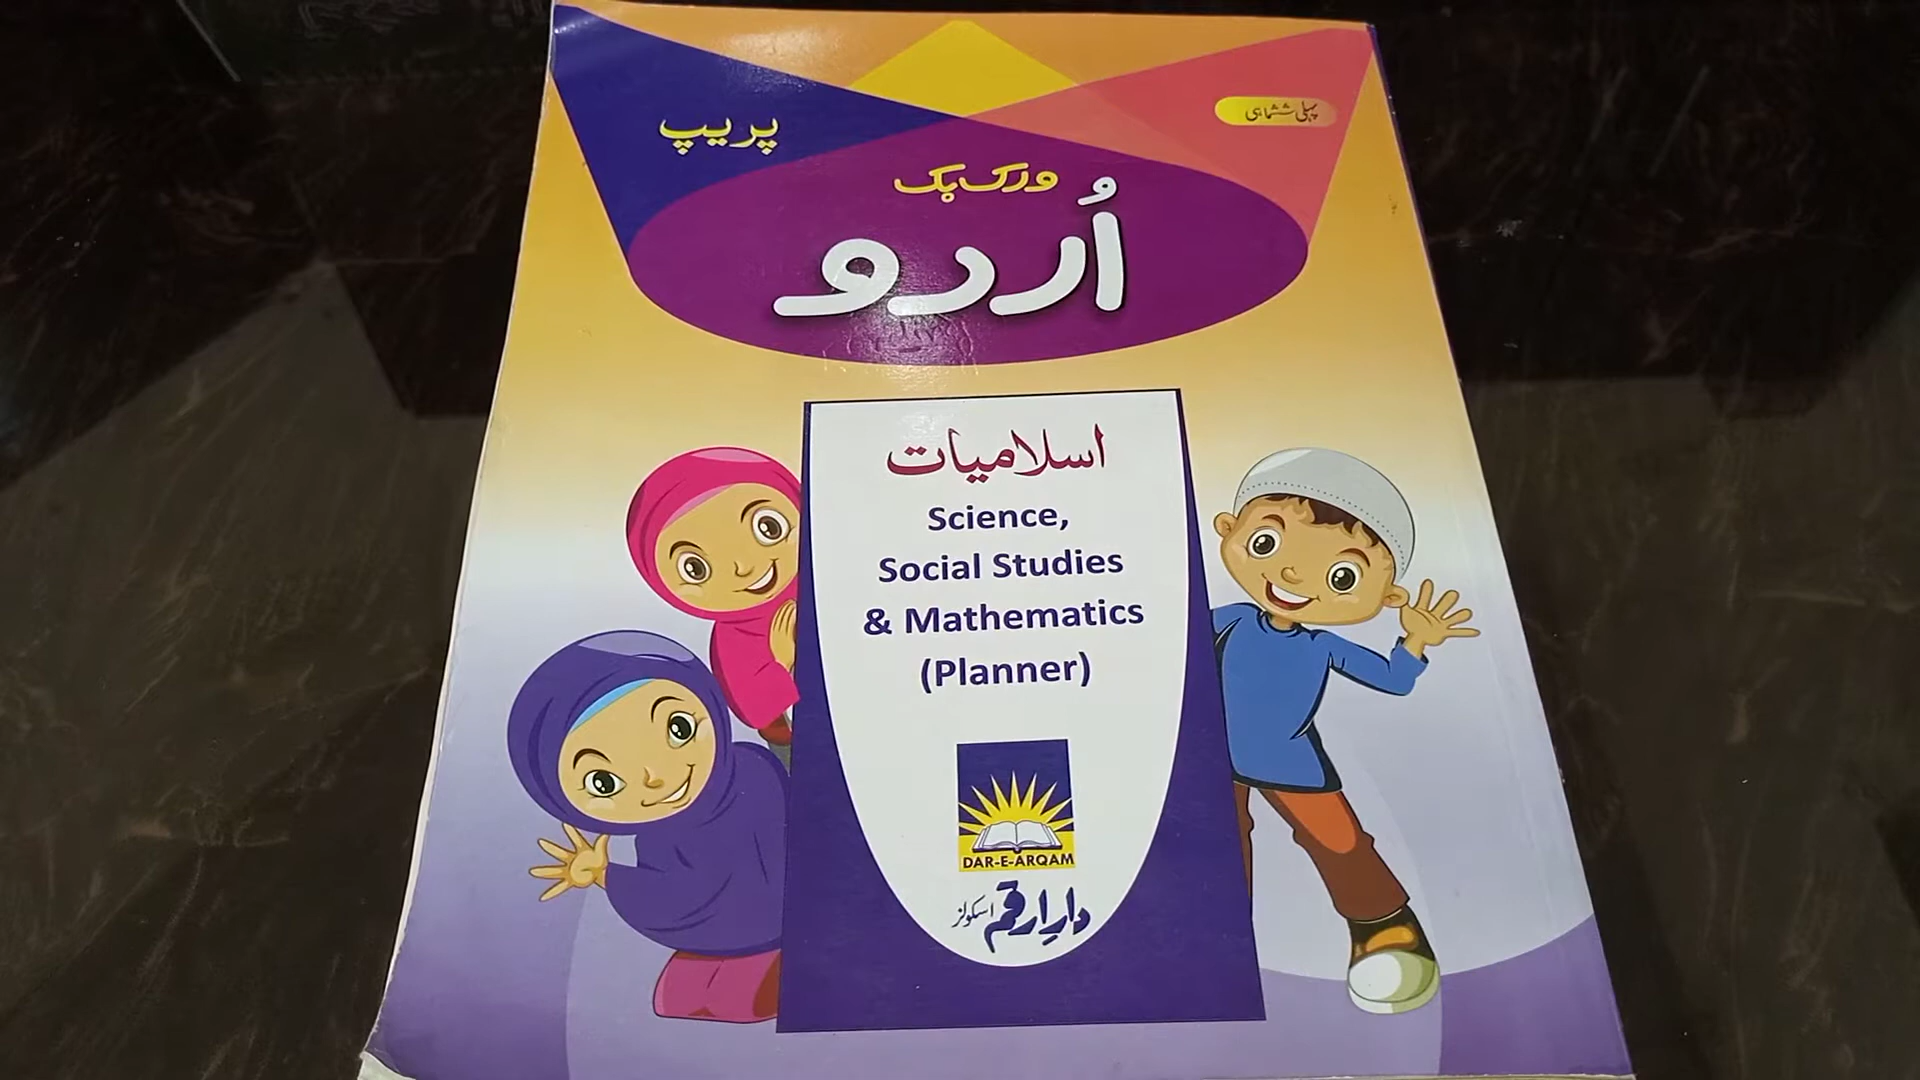 پہلی ششماہی
پریپ
ورک بک
اُردو
اسلامیات
Science,
Social Studies
& Mathematics
(Planner)
DAR-E-ARQAM
دارِارقم اسکولز